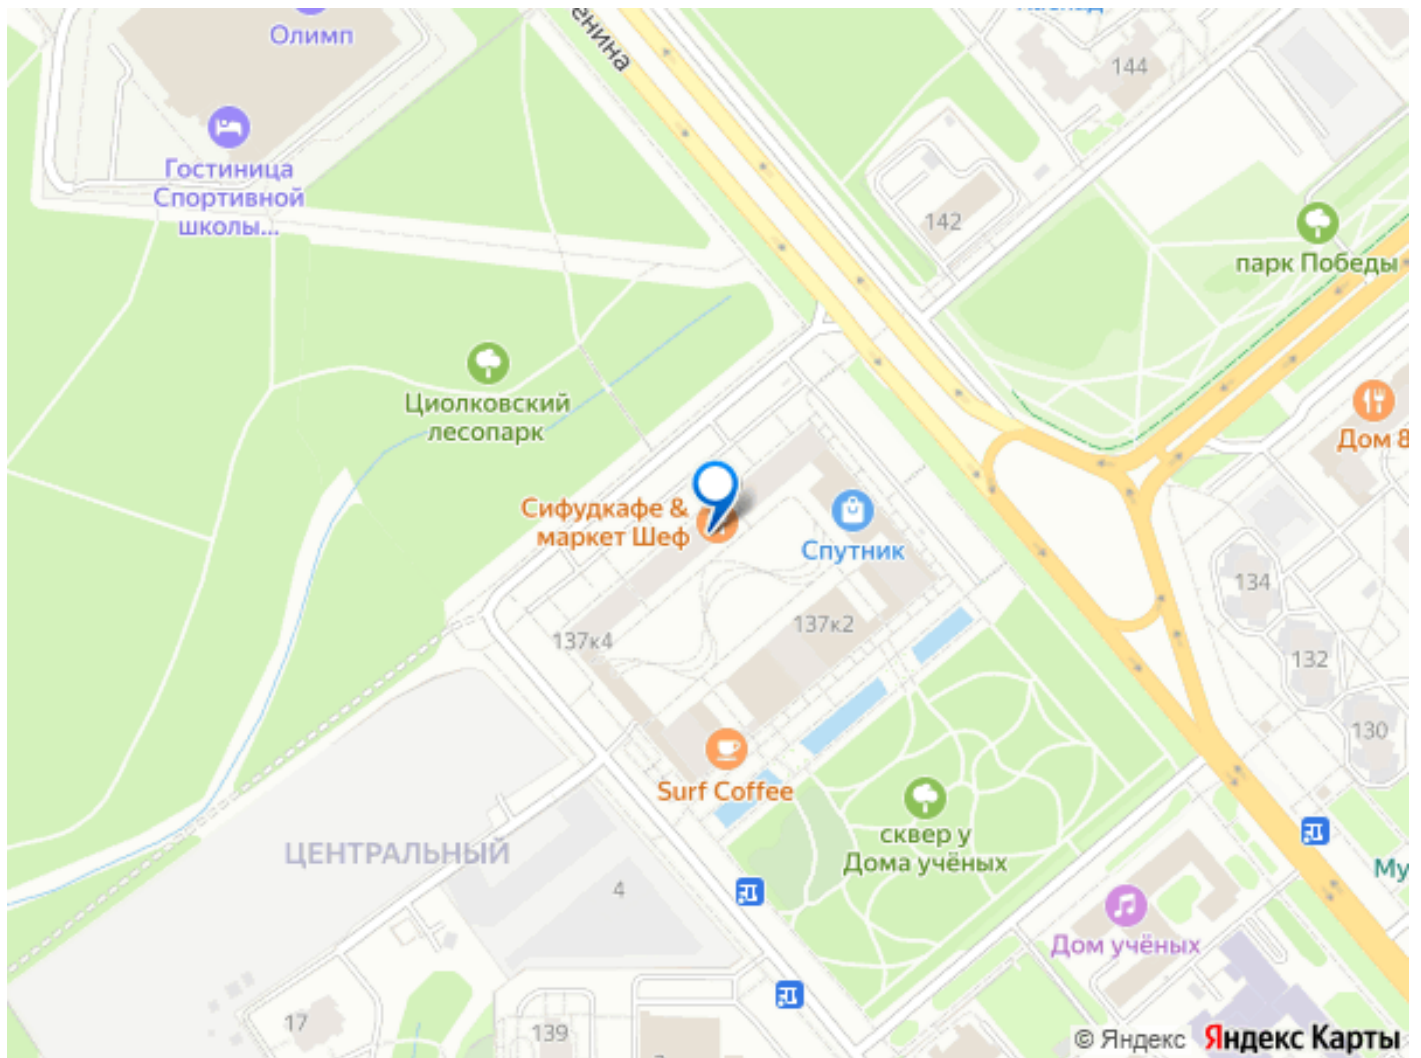 Олимп
енина
144
Гостиница
Спортивной
школы...
142
парк Победы
Циолковский
лесопарк
Дом 8
Сифудкафе &
маркет Шеф
Спутник
134
137к4
137к2
132
130
Surf Coffee
сквер у
Дома учёных
ЦЕНТРАЛЬНЫЙ
4
Му
Дом учёных
17
139
© Яндекс Яндекс Карты